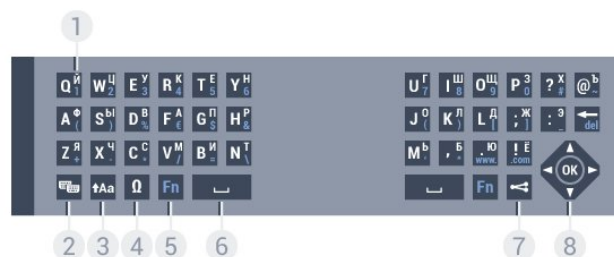 1
Q Й 1 W Ц 2 E У 3 R К 4 T Е 5 Y Н 6 U Г 7 I Ш 8 O Щ 9 P З 0 ? Х # @ Ъ ~
A Ф ( S Ы ) D В % F А € G П $ H Р & J О ( K Л ) L Д [ ; Ж ] : Э _ del
Z Я + X Ч - C С * V М / B И = N Т \ M Ь ' , Б . Ю www. ! Ё .com
Aa Ω Fn Fn OK
2 3 4 5 6 7 8